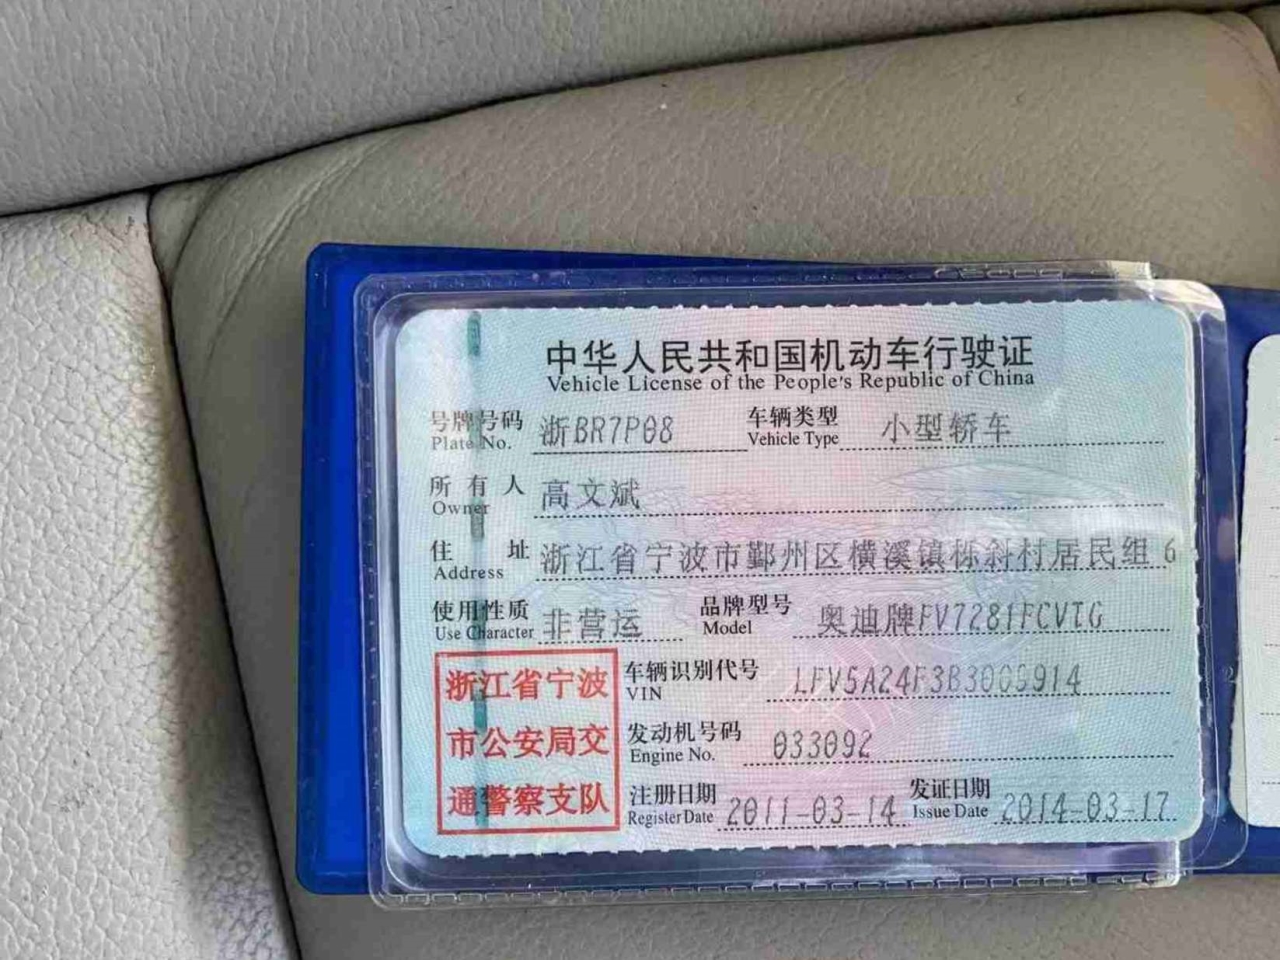 中华人民共和国机动车行驶证
Vehicle License of the People's Republic of China
号牌号码 浙BR7P08 车辆类型 小型轿车
Plate No. Vehicle Type
所有人 高文斌
Owner
住址 浙江省宁波市鄞州区横溪镇栎斜村居民组6
Address
使用性质 非营运 品牌型号 奥迪牌FV7281FCVTG
Use Character Model
浙江省宁波
市公安局交
通警察支队
车辆识别代号 LFV5A24F3B3009914
VIN
发动机号码 033092
Engine No.
注册日期 2011-03-14 发证日期 2014-03-17
Register Date Issue Date